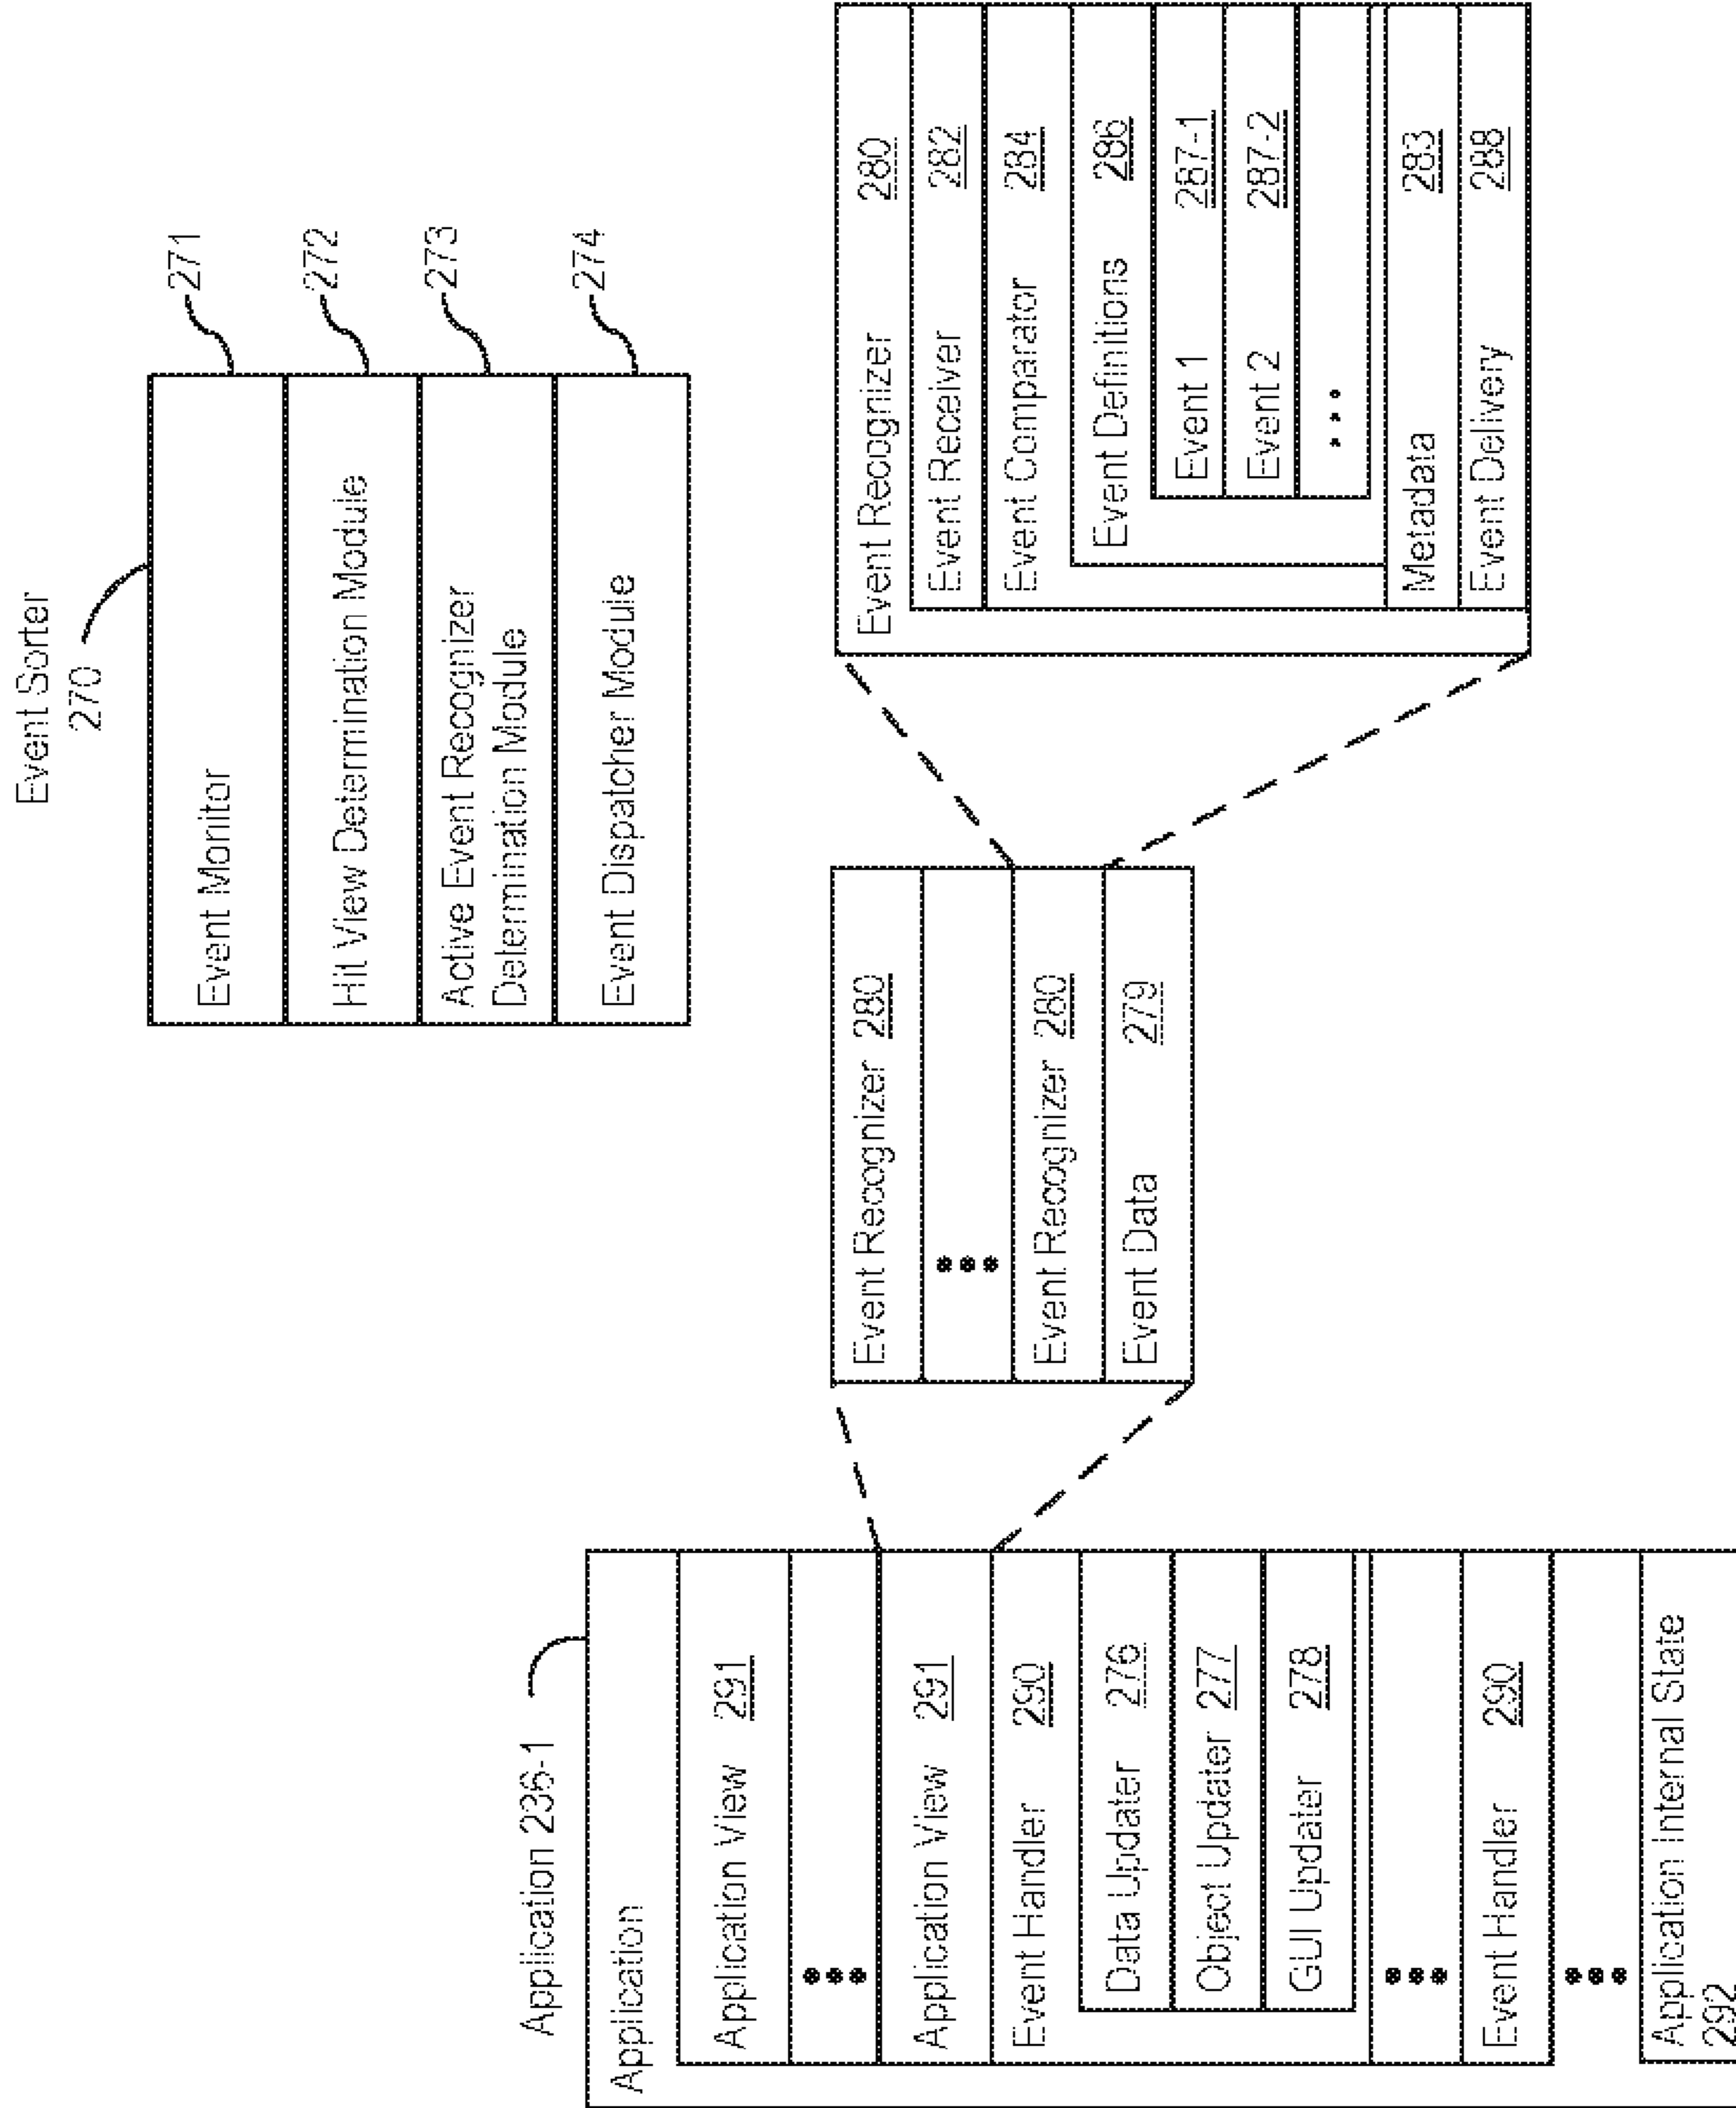 Event Sorter
270
Event Monitor
271
Hit View Determination Module
272
Active Event Recognizer
Determination Module
273
Event Dispatcher Module
274
Application 236-1
Application
Application View 291
Application View 291
Event Handler 290
Data Updater 276
Object Updater 277
GUI Updater 278
Event Handler 290
Application Internal State
292
Event Recognizer 280
Event Recognizer 280
Event Data 279
Event Recognizer 280
Event Receiver 282
Event Comparator 284
Event Definitions 286
Event 1 287-1
Event 2 287-2
Metadata 283
Event Delivery 288